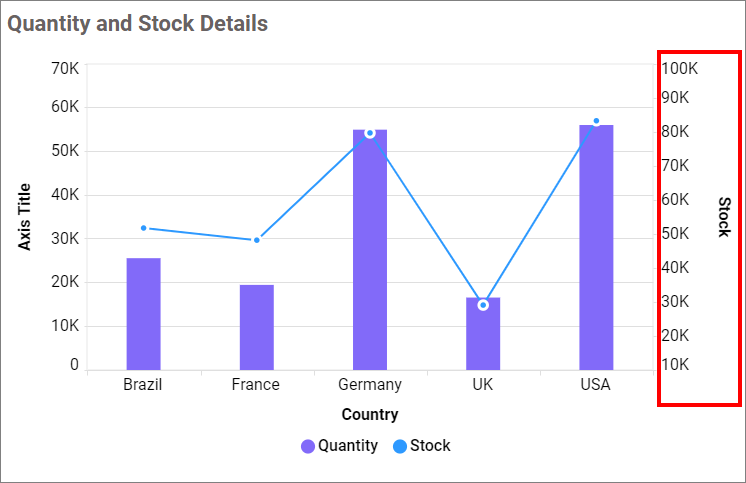 Quantity and Stock Details
70K
60K
50K
40K
30K
20K
10K
0
Axis Title
100K
90K
80K
70K
60K
50K
40K
30K
10K
Stock
Brazil
France
Germany
UK
USA
Country
Quantity
Stock